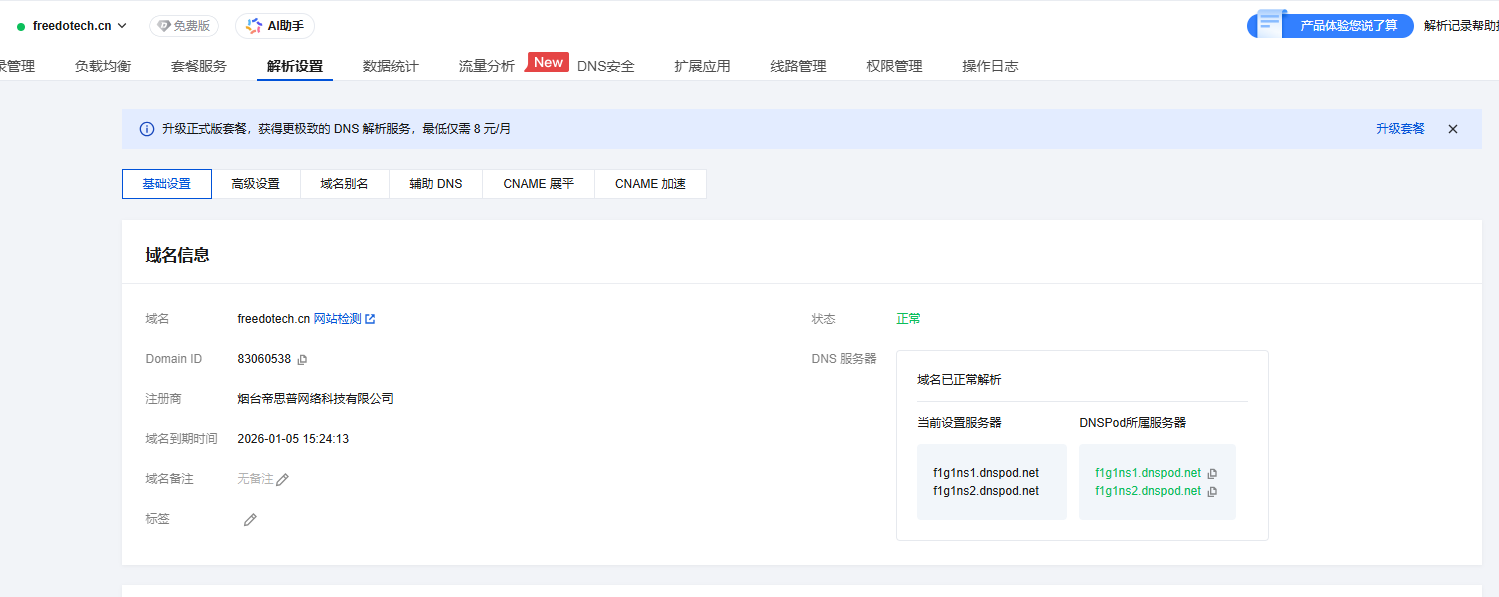 freedotech.cn 免费版 AI助手 产品体验您说了算 解析记录帮助
录管理 负载均衡 套餐服务 解析设置 数据统计 流量分析 New DNS安全 扩展应用 线路管理 权限管理 操作日志
升级正式版套餐，获得更极致的 DNS 解析服务，最低仅需 8 元/月 升级套餐
基础设置 高级设置 域名别名 辅助 DNS CNAME 展平 CNAME 加速
域名信息
域名 freedotech.cn 网站检测 状态 正常
Domain ID 83060538 DNS 服务器
域名已正常解析
注册商 烟台帝思普网络科技有限公司
当前设置服务器 DNSPod所属服务器
域名到期时间 2026-01-05 15:24:13
f1g1ns1.dnspod.net f1g1ns1.dnspod.net
域名备注 无备注
f1g1ns2.dnspod.net f1g1ns2.dnspod.net
标签